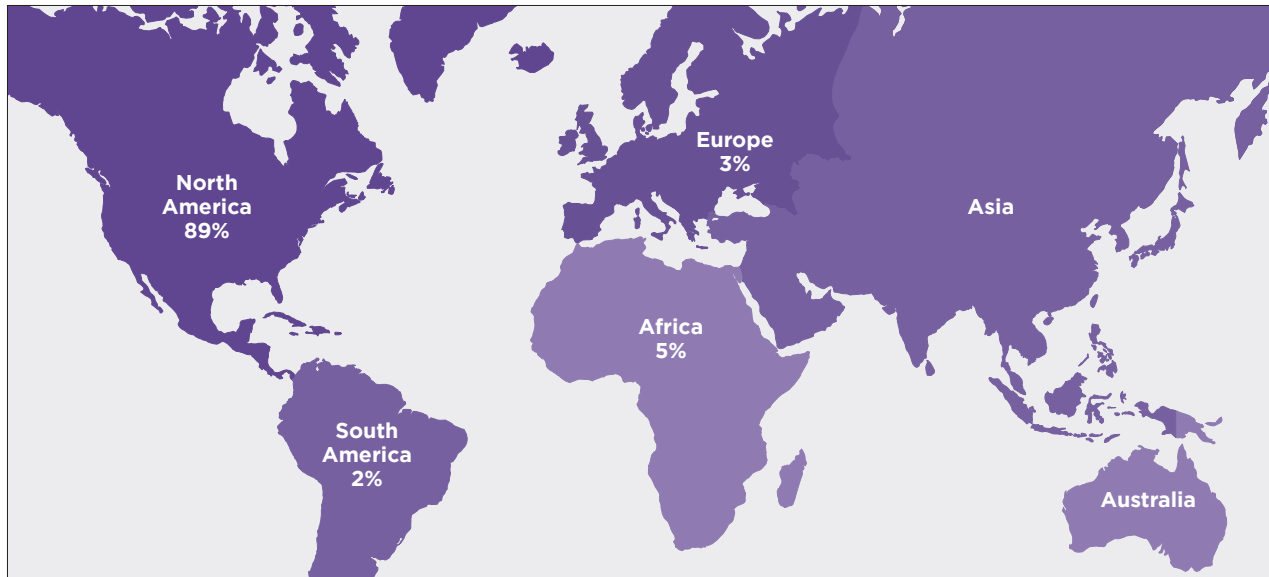 North
America
89%
Europe
3%
Asia
Africa
5%
South
America
2%
Australia